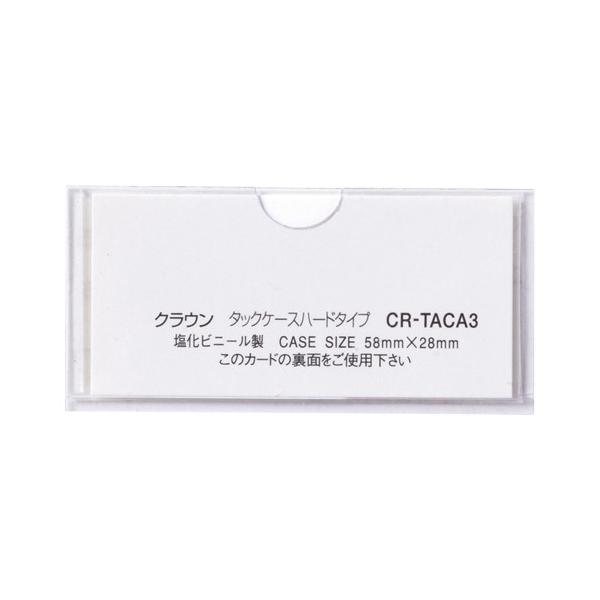 クラウン タックケースハードタイプ CR-TACA3
塩化ビニール製 CASE SIZE 58mm×28mm
このカードの裏面をご使用下さい